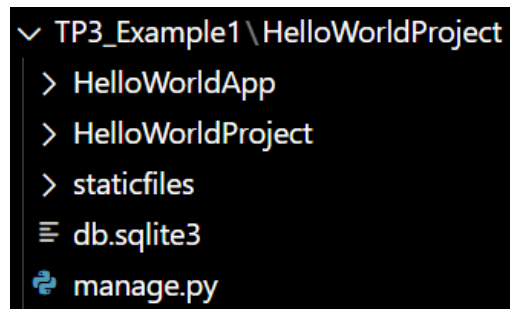 TP3_Example1\HelloWorldProject
HelloWorldApp
HelloWorldProject
staticfiles
db.sqlite3
manage.py